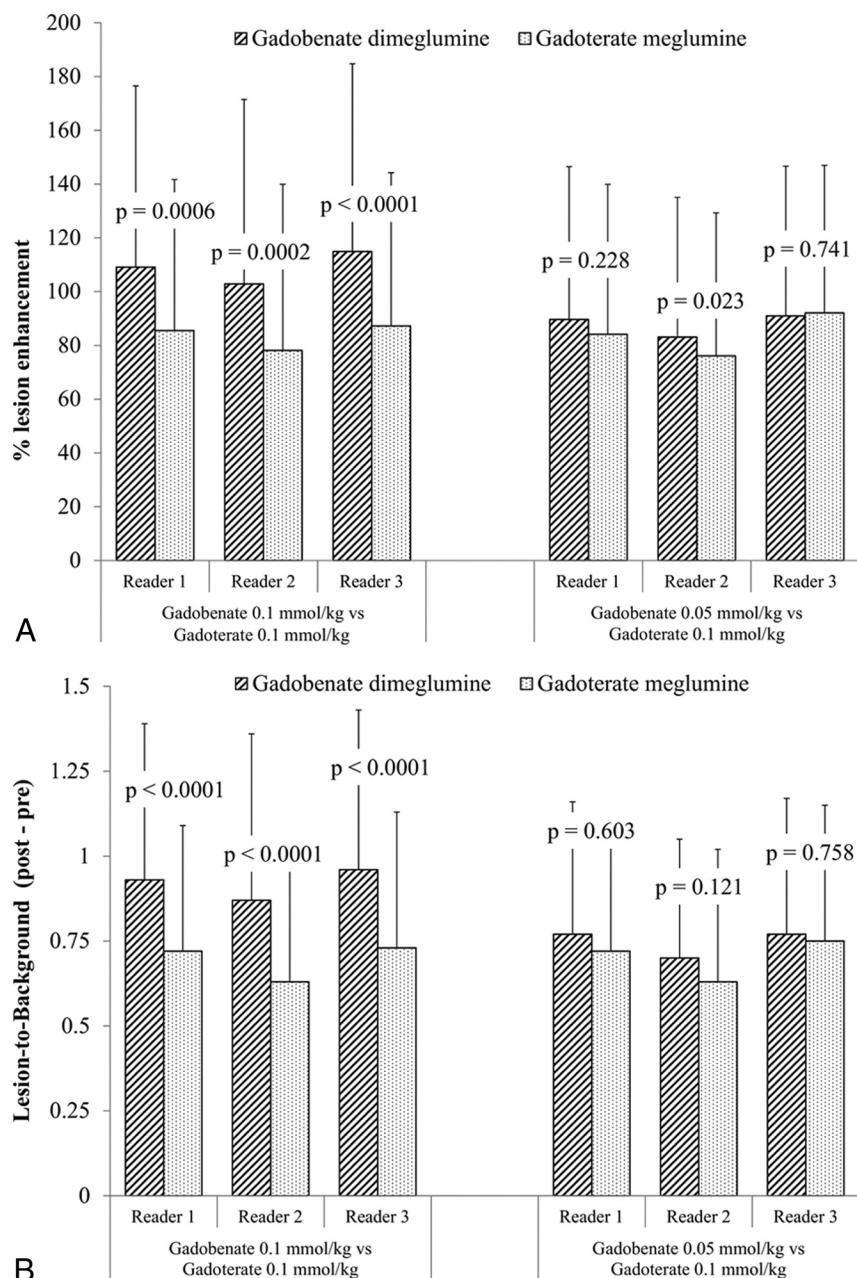 200
180
160
140
120
100
80
60
40
20
0
% lesion enhancement
Gadobenate dimeglumine Gadoterate meglumine
p = 0.0006
p = 0.0002
p < 0.0001
p = 0.228
p = 0.023
p = 0.741
Reader 1 Reader 2 Reader 3 Reader 1 Reader 2 Reader 3
Gadobenate 0.1 mmol/kg vs
Gadoterate 0.1 mmol/kg
Gadobenate 0.05 mmol/kg vs
Gadoterate 0.1 mmol/kg
A
1.5
1.25
1
0.75
0.5
0.25
0
Lesion-to-Background (post - pre)
Gadobenate dimeglumine Gadoterate meglumine
p < 0.0001
p < 0.0001
p < 0.0001
p = 0.603
p = 0.121
p = 0.758
Reader 1 Reader 2 Reader 3 Reader 1 Reader 2 Reader 3
Gadobenate 0.1 mmol/kg vs
Gadoterate 0.1 mmol/kg
Gadobenate 0.05 mmol/kg vs
Gadoterate 0.1 mmol/kg
B